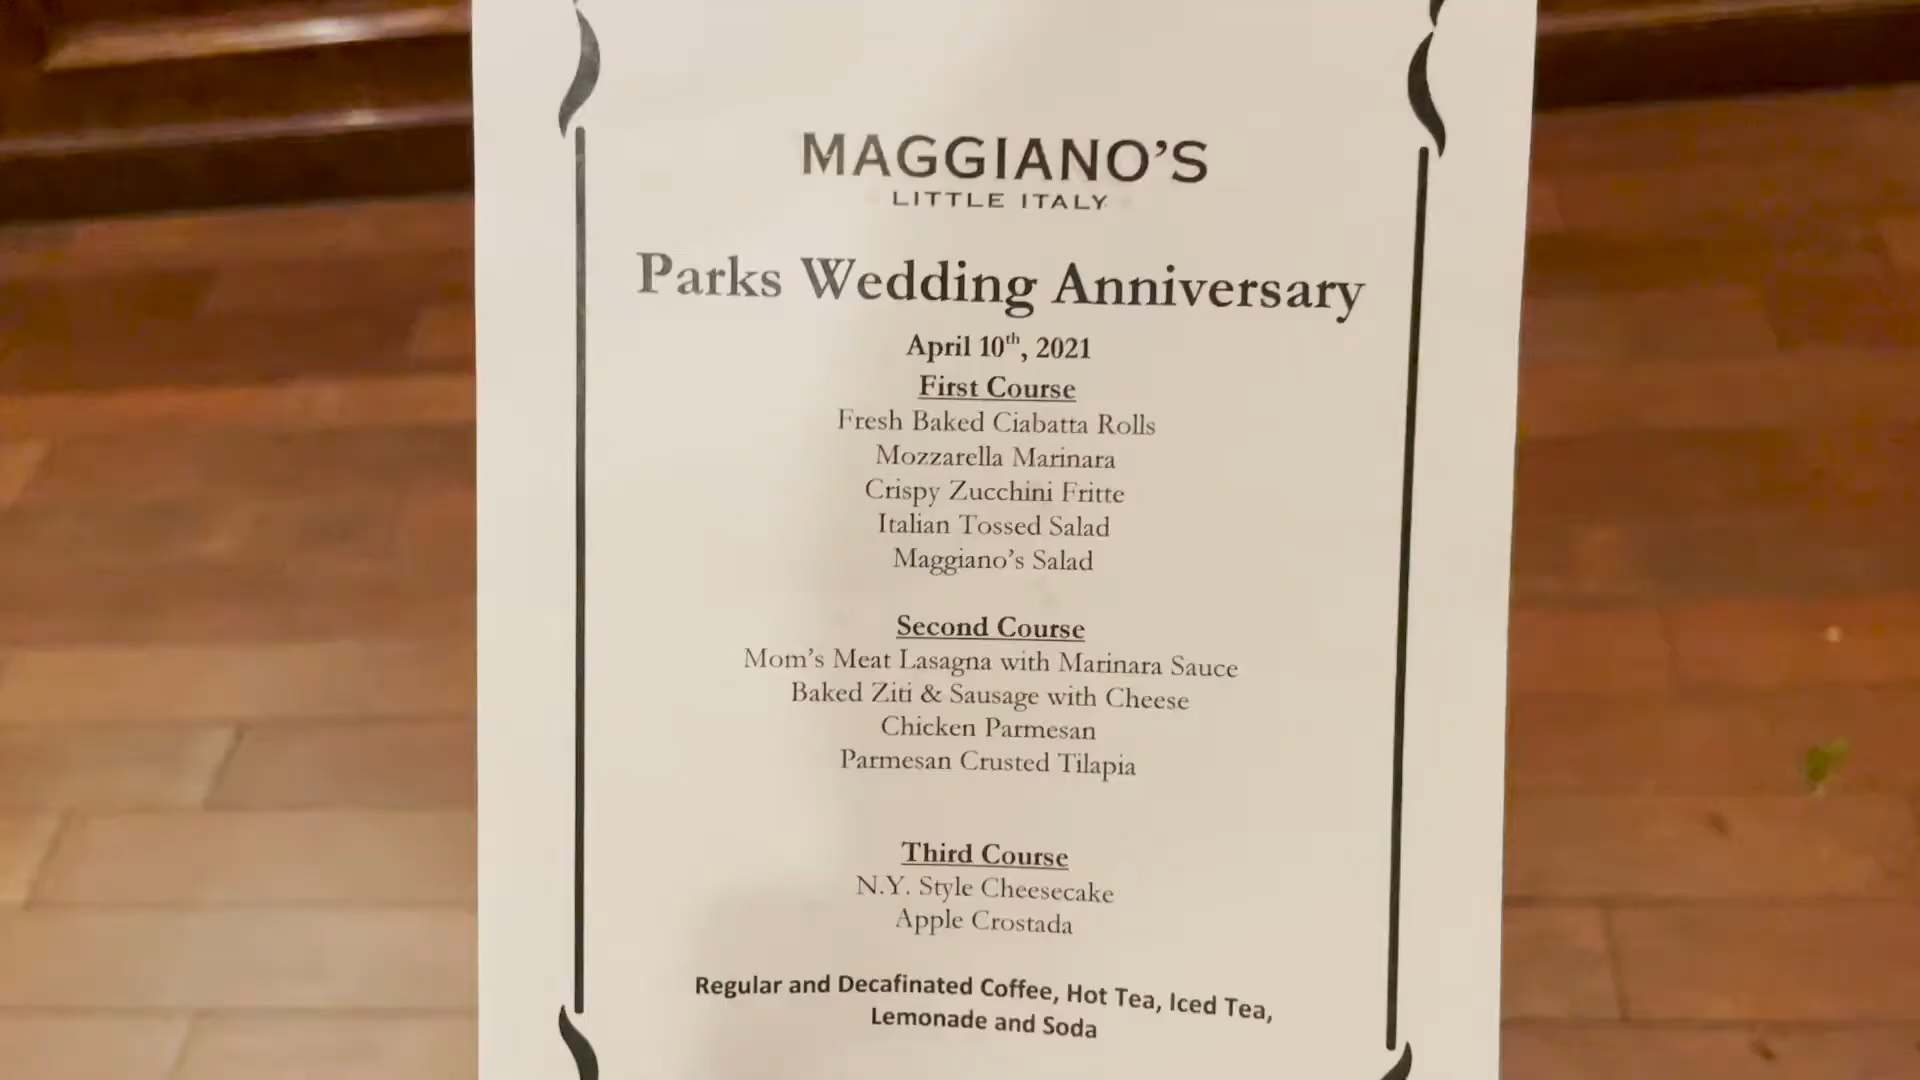 MAGGIANO'S
LITTLE ITALY
Parks Wedding Anniversary
April 10th, 2021
First Course
Fresh Baked Ciabatta Rolls
Mozzarella Marinara
Crispy Zucchini Fritte
Italian Tossed Salad
Maggiano's Salad
Second Course
Mom's Meat Lasagna with Marinara Sauce
Baked Ziti & Sausage with Cheese
Chicken Parmesan
Parmesan Crusted Tilapia
Third Course
N.Y. Style Cheesecake
Apple Crostada
Regular and Decafinated Coffee, Hot Tea, Iced Tea,
Lemonade and Soda